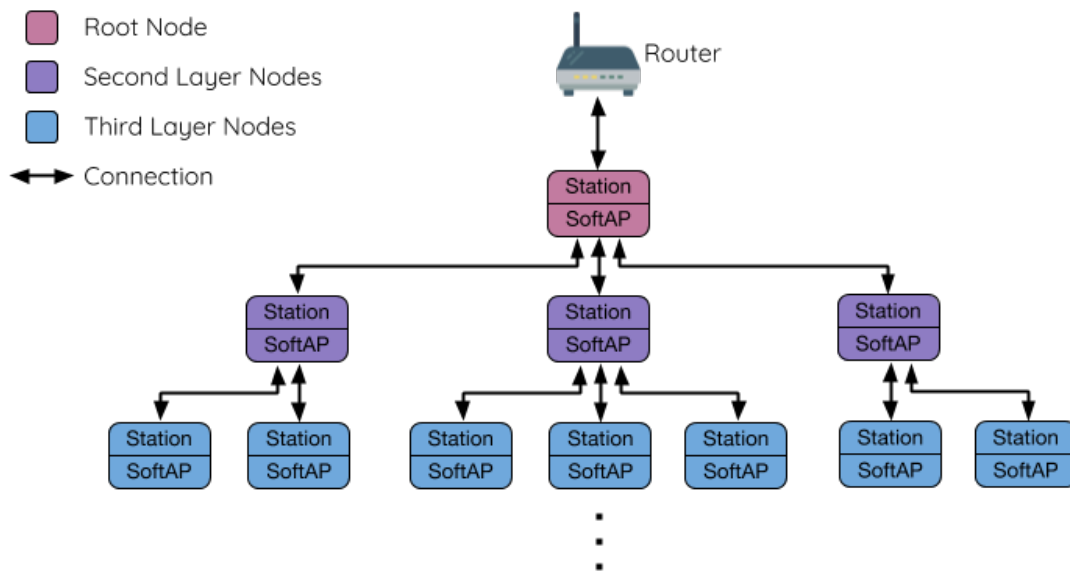 Root Node
Second Layer Nodes
Third Layer Nodes
Connection
Router
Station
SoftAP
Station
SoftAP
Station
SoftAP
Station
SoftAP
Station
SoftAP
Station
SoftAP
Station
SoftAP
Station
SoftAP
Station
SoftAP
Station
SoftAP
Station
SoftAP